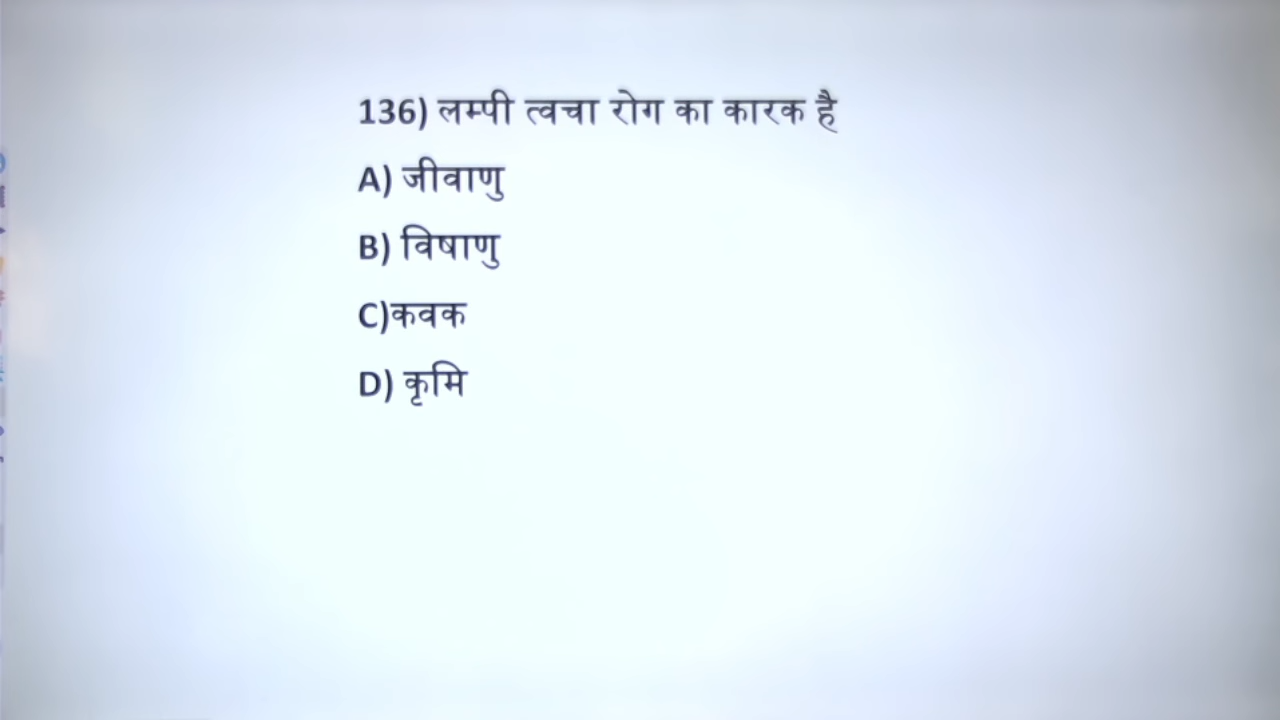 136) लम्पी त्वचा रोग का कारक है
A) जीवाणु
B) विषाणु
C)कवक
D) कृमि